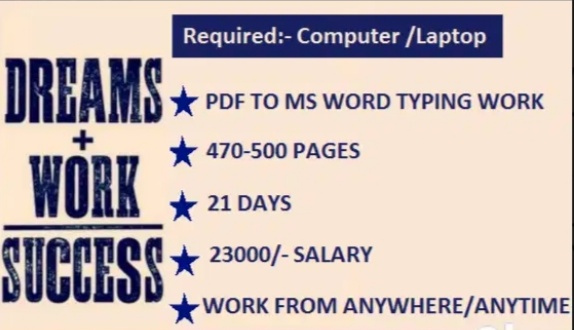 Required:- Computer /Laptop
DREAMS
+
WORK
SUCCESS
PDF TO MS WORD TYPING WORK
470-500 PAGES
21 DAYS
23000/- SALARY
WORK FROM ANYWHERE/ANYTIME